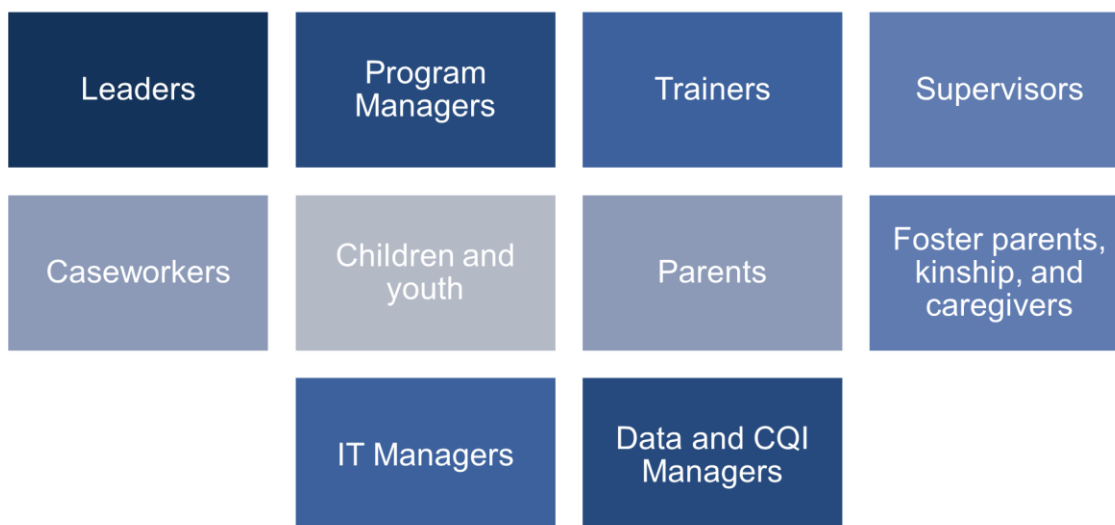 Leaders
Program
Managers
Trainers
Supervisors
Caseworkers
Children and
youth
Parents
Foster parents,
kinship, and
caregivers
IT Managers
Data and CQI
Managers